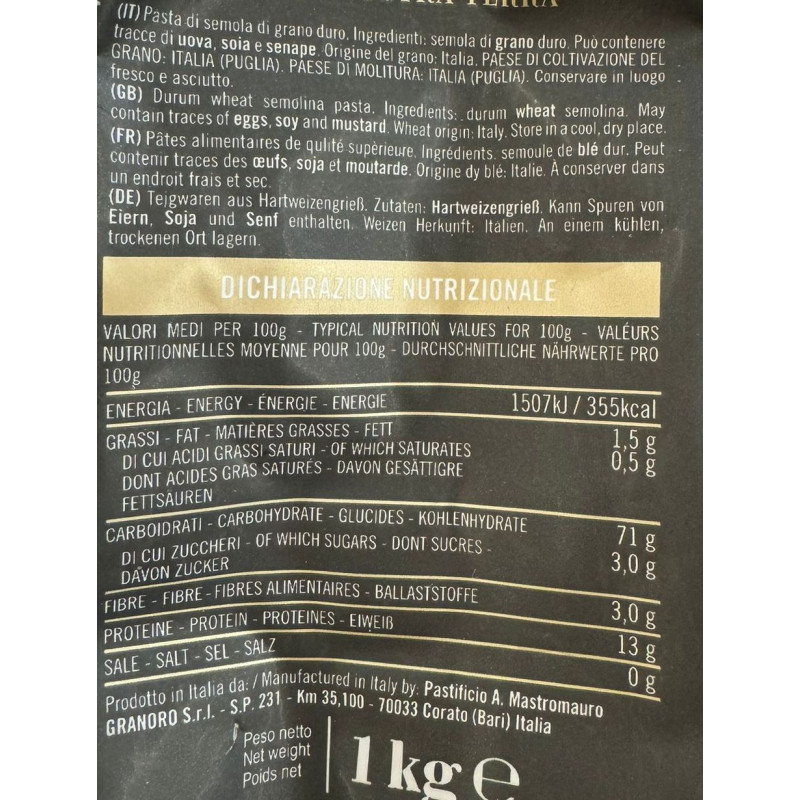 (IT) Pasta di semola di grano duro. Ingredienti: semola di grano duro. Può contenere
tracce di uova, soia e senape. Origine del grano: Italia. PAESE DI COLTIVAZIONE DEL
GRANO: ITALIA (PUGLIA). PAESE DI MOLITURA: ITALIA (PUGLIA). Conservare in luogo
fresco e asciutto.
(GB) Durum wheat semolina pasta. Ingredients: durum wheat semolina. May
contain traces of eggs, soy and mustard. Wheat origin: Italy. Store in a cool, dry place.
(FR) Pâtes alimentaires de qulité supèrieure. Ingrédients: semoule de blé dur. Peut
contenir traces des œufs, soja et moutarde. Origine dy blé: Italie. À conserver dans
un endroit frais et sec.
(DE) Teigwaren aus Hartweizengrieß. Zutaten: Hartweizengrieß. Kann Spuren von
Eiern, Soja und Senf enthalten. Weizen Herkunft: Italien. An einem kühlen,
trockenen Ort lagern.
DICHIARAZIONE NUTRIZIONALE
VALORI MEDI PER 100g - TYPICAL NUTRITION VALUES FOR 100g - VALÉURS
NUTRITIONNELLES MOYENNE POUR 100g - DURCHSCHNITTLICHE NÄHRWERTE PRO
100g
ENERGIA - ENERGY - ÉNERGIE - ENERGIE 1507kJ / 355kcal
GRASSI - FAT - MATIÈRES GRASSES - FETT 1,5 g
DI CUI ACIDI GRASSI SATURI - OF WHICH SATURATES 0,5 g
DONT ACIDES GRAS SATURÉS - DAVON GESÄTTIGRE
FETTSÄUREN
CARBOIDRATI - CARBOHYDRATE - GLUCIDES - KOHLENHYDRATE 71 g
DI CUI ZUCCHERI - OF WHICH SUGARS - DONT SUCRES - 3,0 g
DAVON ZUCKER
FIBRE - FIBRE - FIBRES ALIMENTAIRES - BALLASTSTOFFE 3,0 g
PROTEINE - PROTEIN - PROTEINES - EIWEIß 13 g
SALE - SALT - SEL - SALZ 0 g
Prodotto in Italia da: / Manufactured in Italy by: Pastificio A. Mastromauro
GRANORO S.r.l. - S.P. 231 - Km 35,100 - 70033 Corato (Bari) Italia
Peso netto
Net weight
Poids net
1 kg e